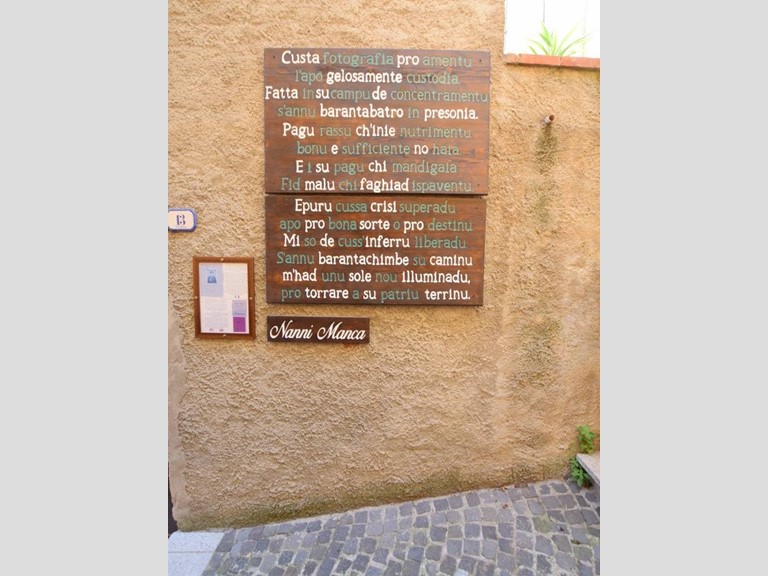 Custa fotografia pro amentu
l'apo gelosamente custodia.
Fatta in su campu de concentramentu
s'annu barantabatro in presonia.
Pagu rassu ch'inie nutrimentu
bonu e sufficiente no haia
E i su pagu chi mandigaia
Fid malu chi faghiad ispaventu.
Epuru cussa crisi superadu
apo pro bona sorte o pro destinu
Mi so de cuss'inferru liberadu.
S'annu barantachimbe su caminu
m'had unu sole nou illuminadu,
pro torrare a su patriu terrinu.
Nanni Manca
13